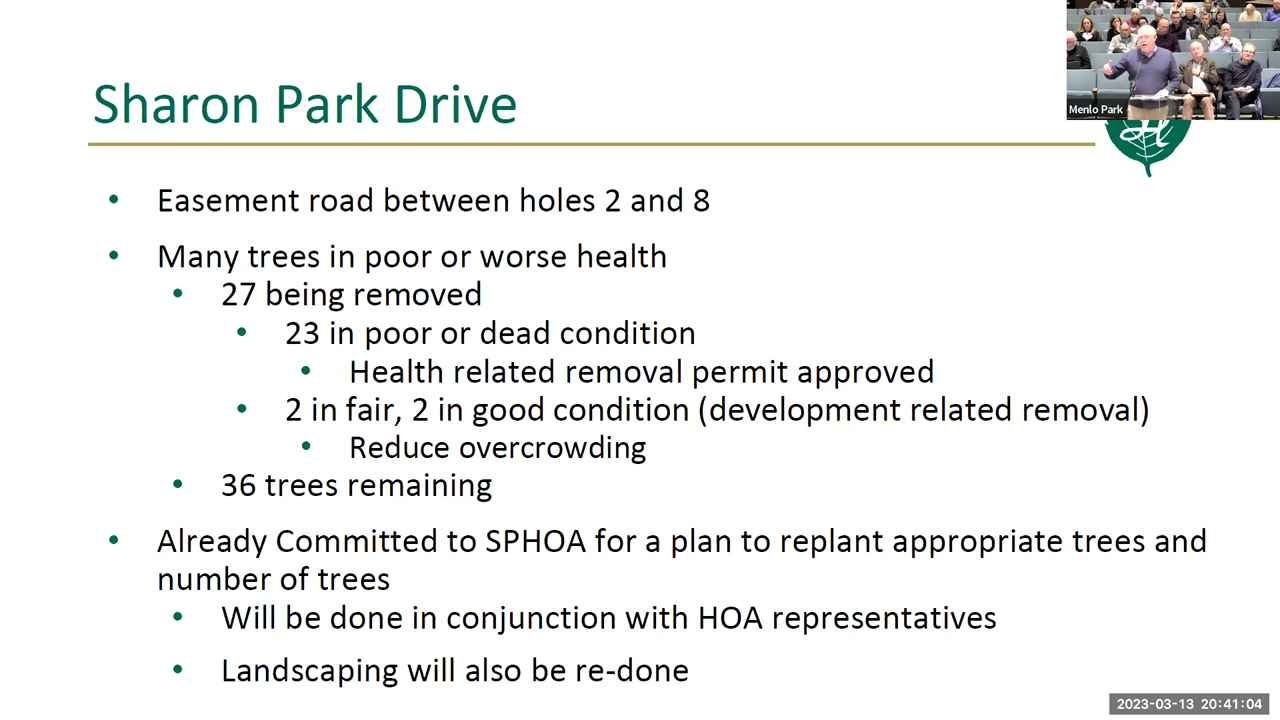 Sharon Park Drive
Menlo Park
H
• Easement road between holes 2 and 8
• Many trees in poor or worse health
• 27 being removed
• 23 in poor or dead condition
• Health related removal permit approved
• 2 in fair, 2 in good condition (development related removal)
• Reduce overcrowding
• 36 trees remaining
• Already Committed to SPHOA for a plan to replant appropriate trees and
number of trees
• Will be done in conjunction with HOA representatives
• Landscaping will also be re-done
2023-03-13 20:41:04